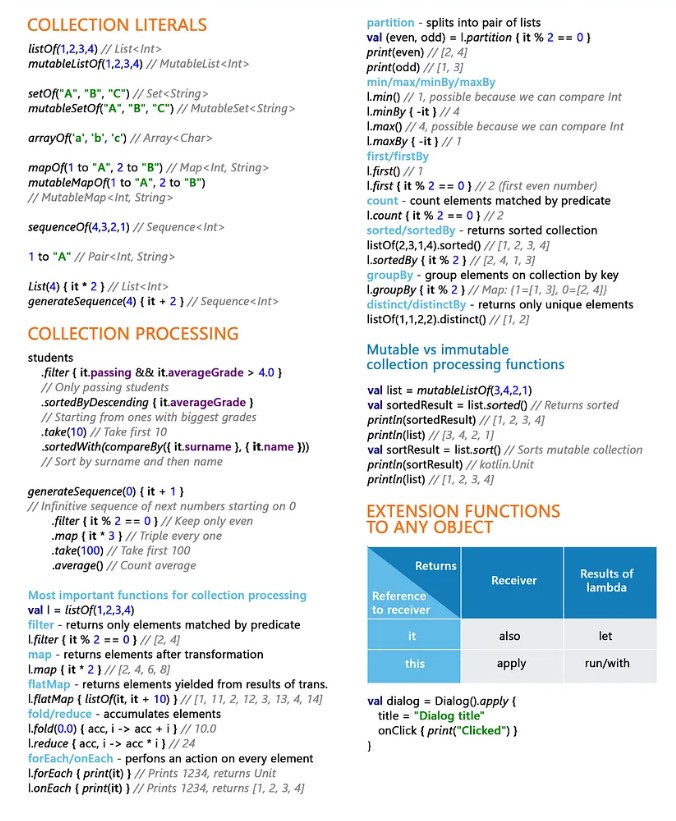 COLLECTION LITERALS
listOf(1,2,3,4) // List<Int>
mutableListOf(1,2,3,4) // MutableList<Int>
setOf("A", "B", "C") // Set<String>
mutableSetOf("A", "B", "C") // MutableSet<String>
arrayOf('a', 'b', 'c') // Array<Char>
mapOf(1 to "A", 2 to "B") // Map<Int, String>
mutableMapOf(1 to "A", 2 to "B")
// MutableMap<Int, String>
sequenceOf(4,3,2,1) // Sequence<Int>
1 to "A" // Pair<Int, String>
List(4) { it * 2 } // List<Int>
generateSequence(4) { it + 2 } // Sequence<Int>
COLLECTION PROCESSING
students
.filter { it.passing && it.averageGrade > 4.0 }
// Only passing students
.sortedByDescending { it.averageGrade }
// Starting from ones with biggest grades
.take(10) // Take first 10
.sortedWith(compareBy({ it.surname }, { it.name }))
// Sort by surname and then name
generateSequence(0) { it + 1 }
// Infinitive sequence of next numbers starting on 0
.filter { it % 2 == 0 } // Keep only even
.map { it * 3 } // Triple every one
.take(100) // Take first 100
.average() // Count average
Most important functions for collection processing
val l = listOf(1,2,3,4)
filter - returns only elements matched by predicate
l.filter { it % 2 == 0 } // [2, 4]
map - returns elements after transformation
l.map { it * 2 } // [2, 4, 6, 8]
flatMap - returns elements yielded from results of trans.
l.flatMap { listOf(it, it + 10) } // [1, 11, 2, 12, 3, 13, 4, 14]
fold/reduce - accumulates elements
l.fold(0.0) { acc, i -> acc + i } // 10.0
l.reduce { acc, i -> acc * i } // 24
forEach/onEach - perfons an action on every element
l.forEach { print(it) } // Prints 1234, returns Unit
l.onEach { print(it) } // Prints 1234, returns [1, 2, 3, 4]
partition - splits into pair of lists
val (even, odd) = l.partition { it % 2 == 0 }
print(even) // [2, 4]
print(odd) // [1, 3]
min/max/minBy/maxBy
l.min() // 1, possible because we can compare Int
l.minBy { -it } // 4
l.max() // 4, possible because we can compare Int
l.maxBy { -it } // 1
first/firstBy
l.first() // 1
l.first { it % 2 == 0 } // 2 (first even number)
count - count elements matched by predicate
l.count { it % 2 == 0 } // 2
sorted/sortedBy - returns sorted collection
listOf(2,3,1,4).sorted() // [1, 2, 3, 4]
l.sortedBy { it % 2 } // [2, 4, 1, 3]
groupBy - group elements on collection by key
l.groupBy { it % 2 } // Map: {1=[1, 3], 0=[2, 4]}
distinct/distinctBy - returns only unique elements
listOf(1,1,2,2).distinct() // [1, 2]
Mutable vs immutable
collection processing functions
val list = mutableListOf(3,4,2,1)
val sortedResult = list.sorted() // Returns sorted
println(sortedResult) // [1, 2, 3, 4]
println(list) // [3, 4, 2, 1]
val sortResult = list.sort() // Sorts mutable collection
println(sortResult) // kotlin.Unit
println(list) // [1, 2, 3, 4]
EXTENSION FUNCTIONS
TO ANY OBJECT
Returns
Reference
to receiver
Receiver
Results of
lambda
it also let
this apply run/with
val dialog = Dialog().apply {
title = "Dialog title"
onClick { print("Clicked") }
}